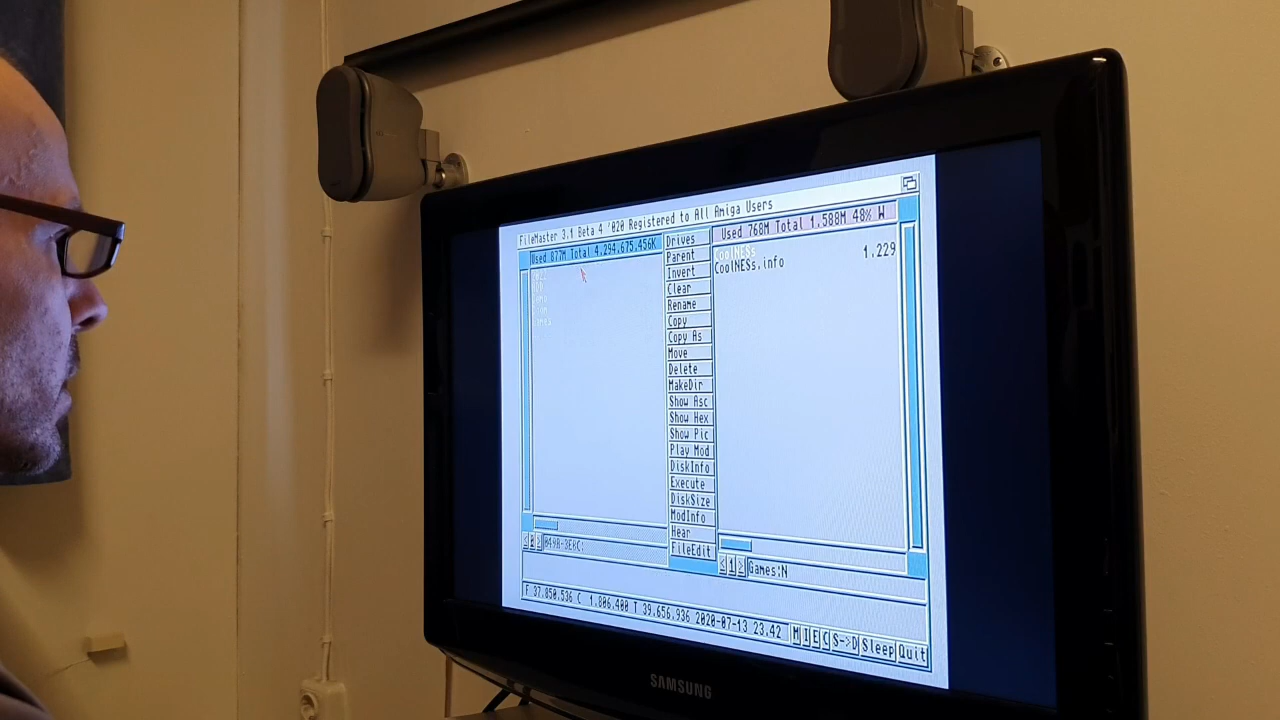 FileMaster 3.1 Beta 4 '020 Registered to All Amiga Users
Used 877M Total 4.294.675.456K
Drives
Used 768M Total 1.588M 48% W
Parent
Invert
Clear
Rename
Copy
Copy As
Move
Delete
MakeDir
Show Asc
Show Hex
Show Pic
Play Mod
DiskInfo
Execute
DiskSize
ModInfo
Hear
FileEdit
CoolNESs
CoolNESs.info 1.229
< >
< 1 > Games:N
F 37.850.536 C 1.806.400 T 39.656.936 2020-07-13 23.42
M I E C S->D Sleep Quit
SAMSUNG